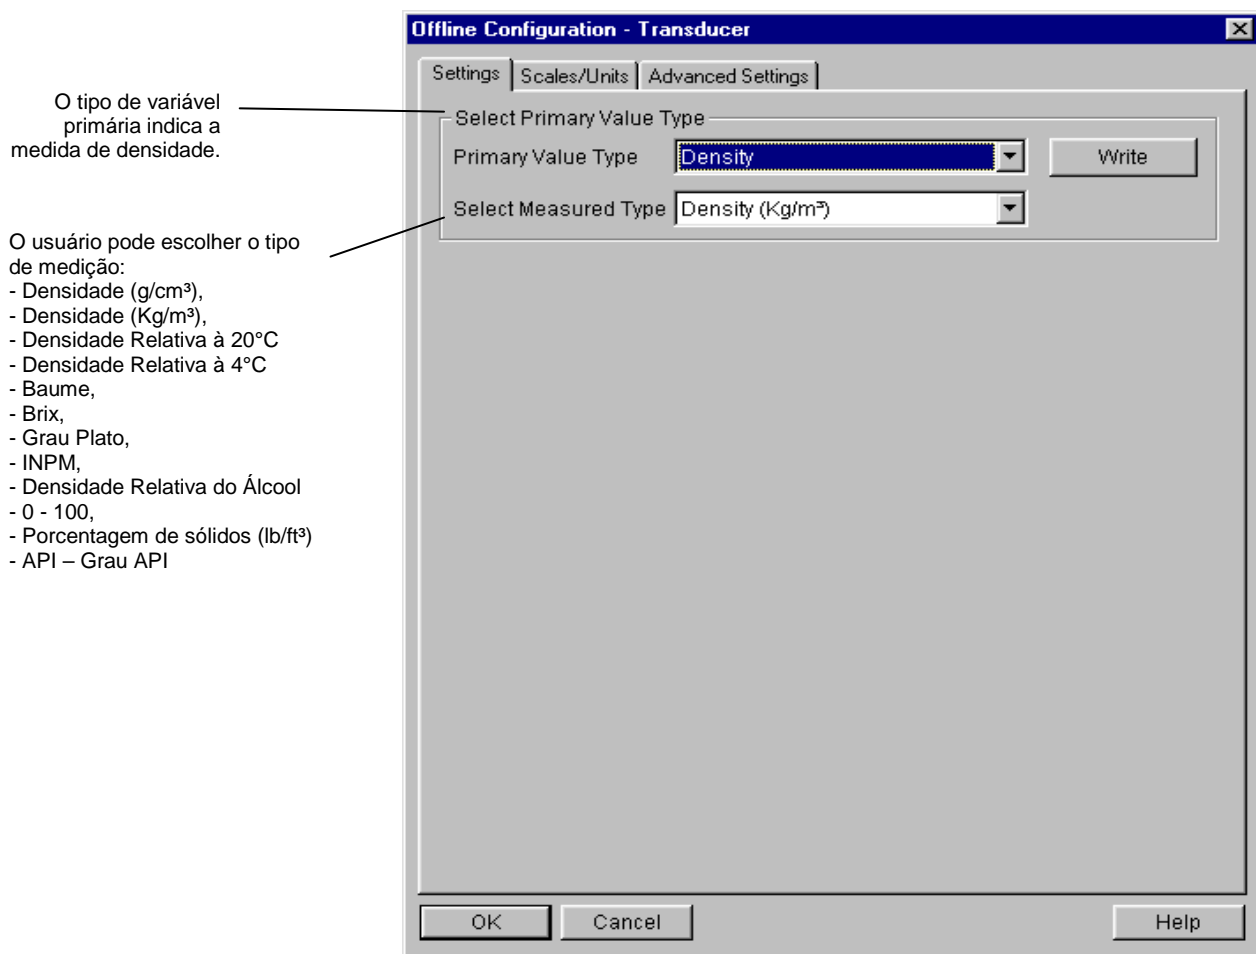 Offline Configuration - Transducer
Settings
Scales/Units
Advanced Settings
O tipo de variável
primária indica a
medida de densidade.
Select Primary Value Type
Primary Value Type
Density
Write
Select Measured Type
Density (Kg/m³)
O usuário pode escolher o tipo
de medição:
- Densidade (g/cm³),
- Densidade (Kg/m³),
- Densidade Relativa à 20°C
- Densidade Relativa à 4°C
- Baume,
- Brix,
- Grau Plato,
- INPM,
- Densidade Relativa do Álcool
- 0 - 100,
- Porcentagem de sólidos (lb/ft³)
- API – Grau API
OK
Cancel
Help